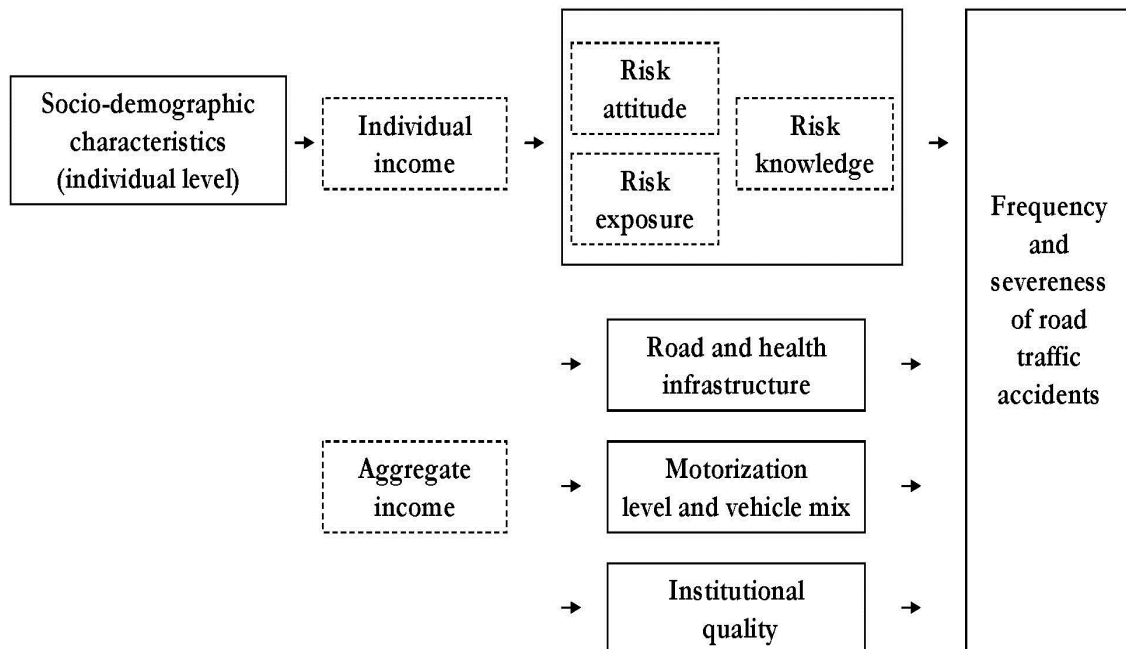 Socio-demographic
characteristics
(individual level)
Individual
income
Risk
attitude
Risk
exposure
Risk
knowledge
Road and health
infrastructure
Aggregate
income
Motorization
level and vehicle mix
Institutional
quality
Frequency
and
severeness
of road
traffic
accidents